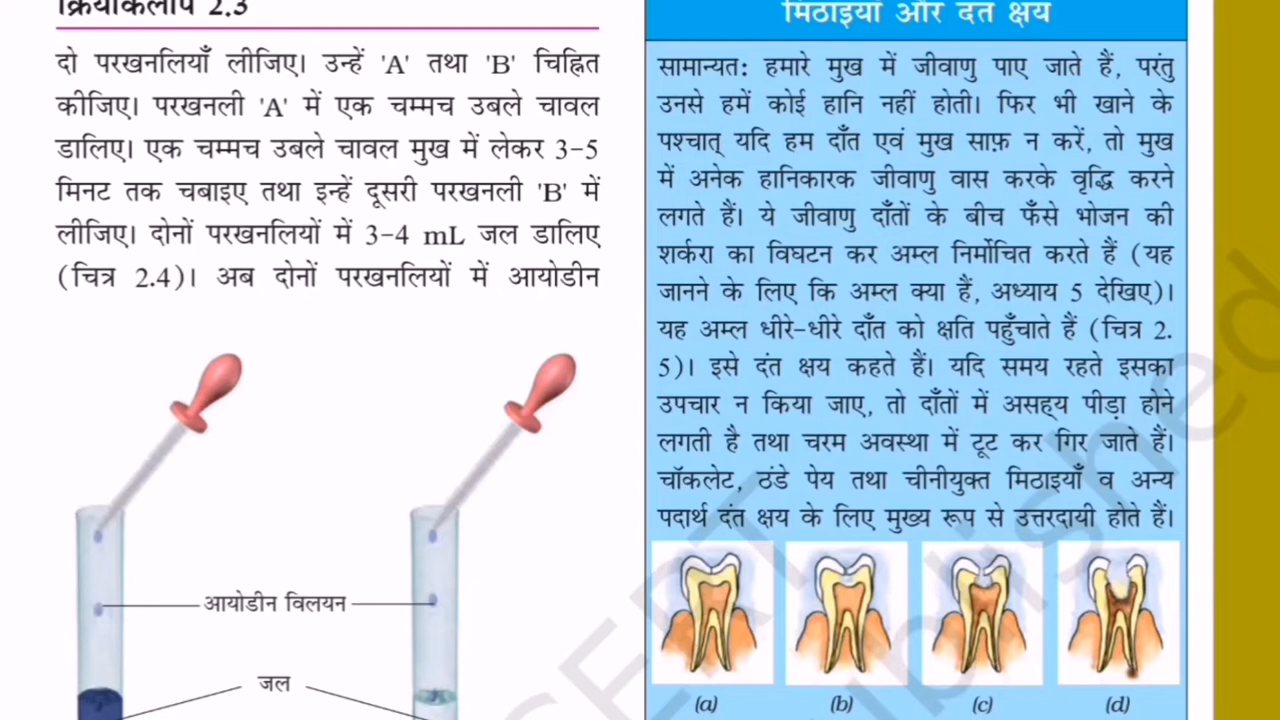 क्रियाकलाप 2.3
दो परखनलियाँ लीजिए। उन्हें 'A' तथा 'B' चिह्नित
कीजिए। परखनली 'A' में एक चम्मच उबले चावल
डालिए। एक चम्मच उबले चावल मुख में लेकर 3-5
मिनट तक चबाइए तथा इन्हें दूसरी परखनली 'B' में
लीजिए। दोनों परखनलियों में 3-4 mL जल डालिए
(चित्र 2.4)। अब दोनों परखनलियों में आयोडीन
आयोडीन विलयन
जल
मिठाइयाँ और दंत क्षय
सामान्यत: हमारे मुख में जीवाणु पाए जाते हैं, परंतु
उनसे हमें कोई हानि नहीं होती। फिर भी खाने के
पश्चात् यदि हम दाँत एवं मुख साफ़ न करें, तो मुख
में अनेक हानिकारक जीवाणु वास करके वृद्धि करने
लगते हैं। ये जीवाणु दाँतों के बीच फँसे भोजन की
शर्करा का विघटन कर अम्ल निर्मोचित करते हैं (यह
जानने के लिए कि अम्ल क्या हैं, अध्याय 5 देखिए)।
यह अम्ल धीरे-धीरे दाँत को क्षति पहुँचाते हैं (चित्र 2.
5)। इसे दंत क्षय कहते हैं। यदि समय रहते इसका
उपचार न किया जाए, तो दाँतों में असह्य पीड़ा होने
लगती है तथा चरम अवस्था में टूट कर गिर जाते हैं।
चॉकलेट, ठंडे पेय तथा चीनीयुक्त मिठाइयाँ व अन्य
पदार्थ दंत क्षय के लिए मुख्य रूप से उत्तरदायी होते हैं।
(a) (b) (c) (d)